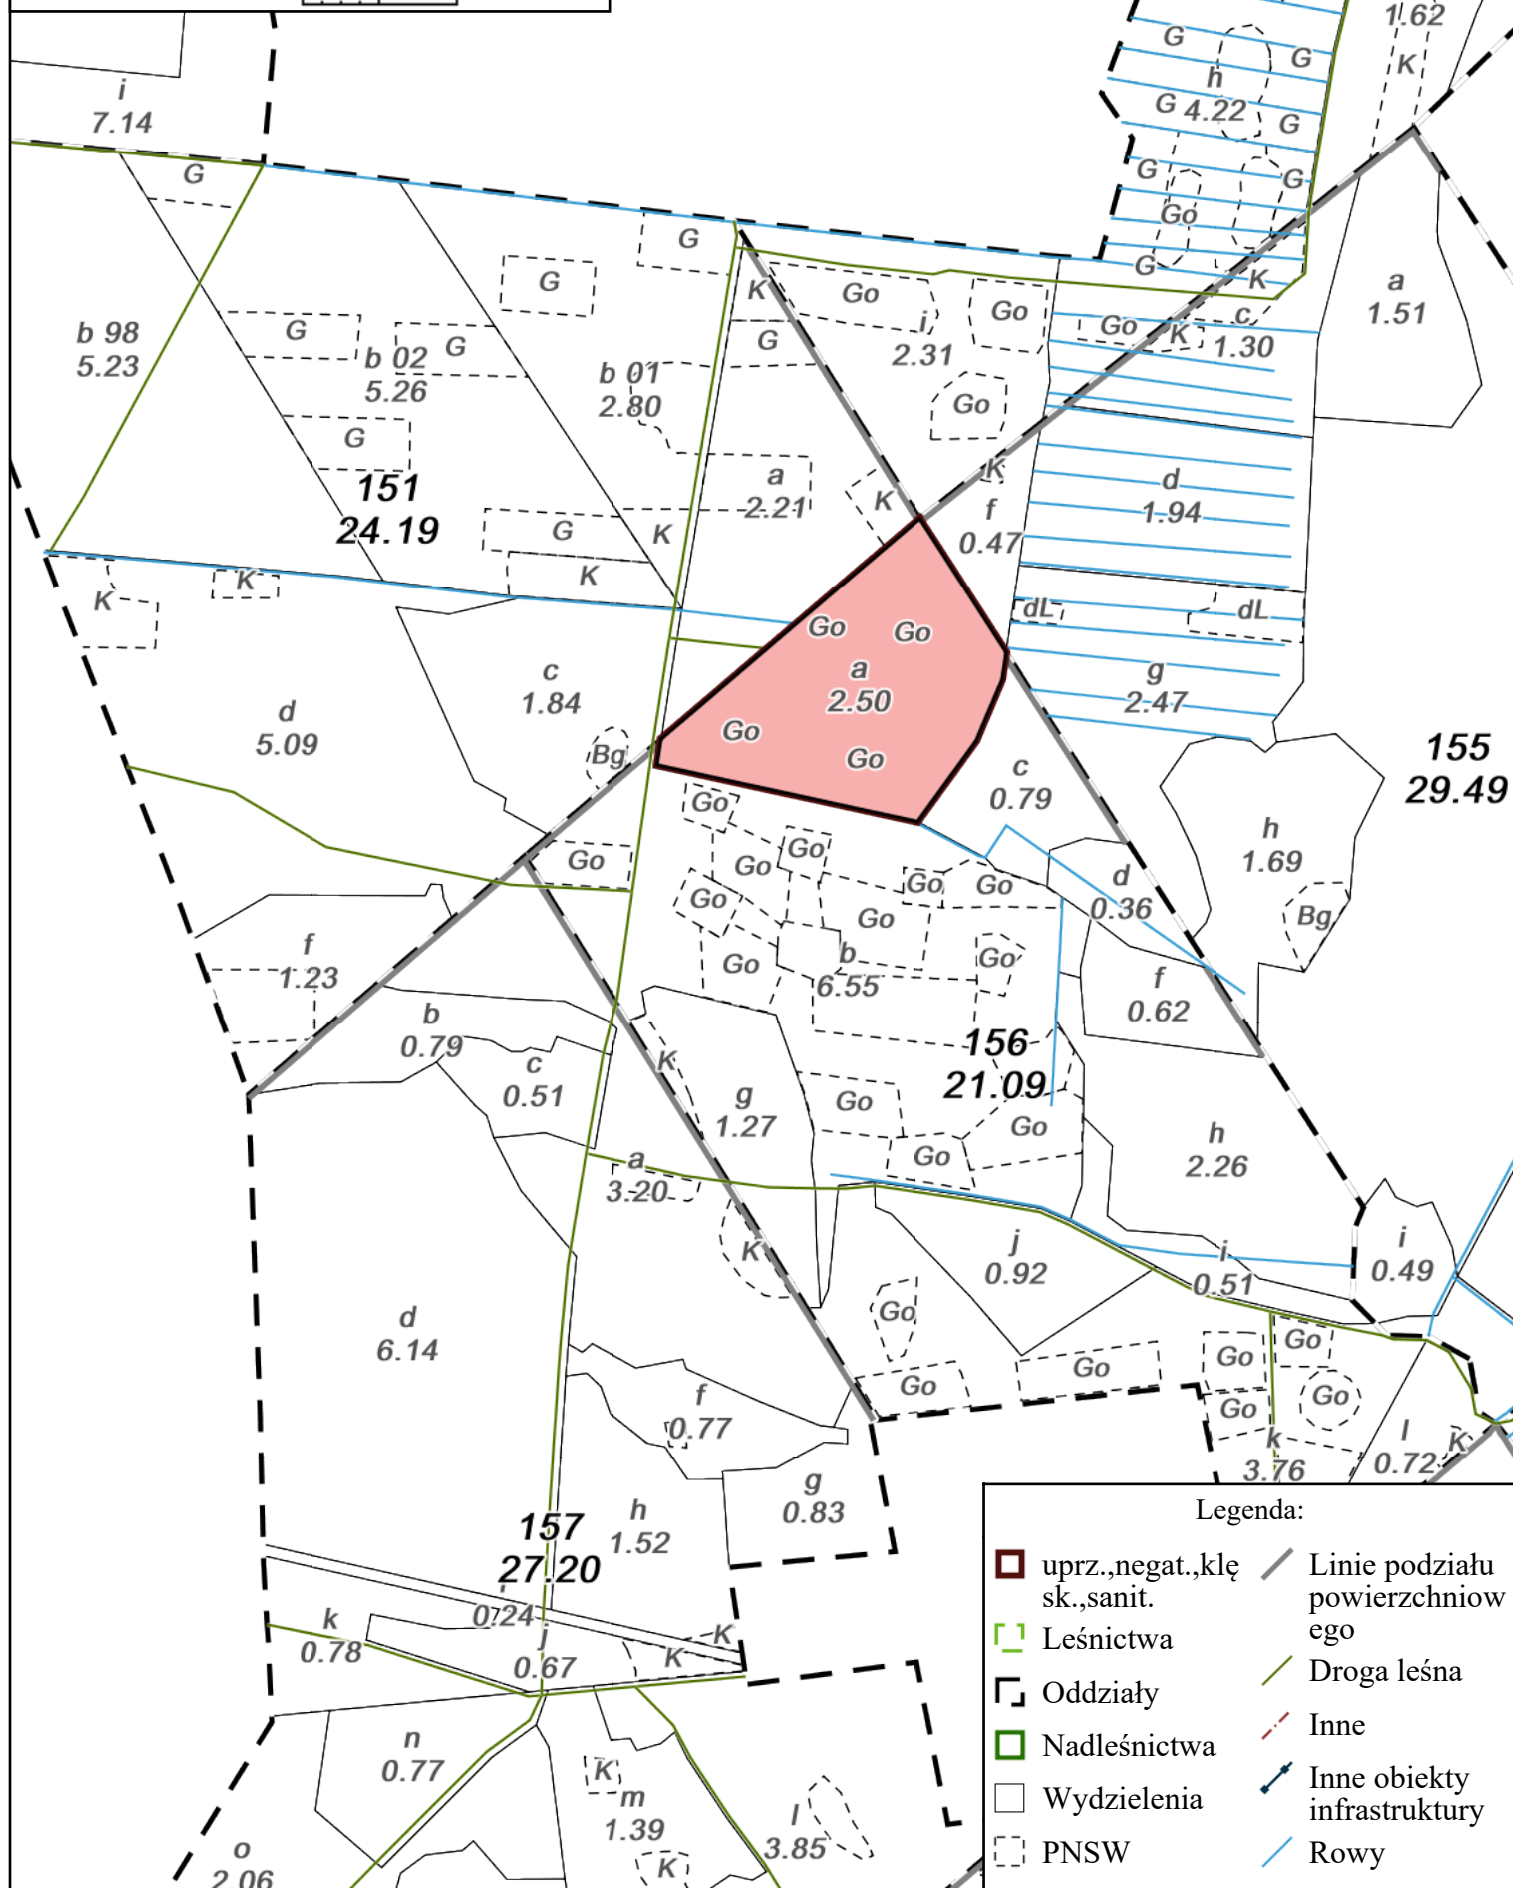 1.62
K
G
G
h
4.22
G
G
G
G
Go
G
K
i
7.14
G
b 98
5.23
G
G
G
b 02
5.26
G
G
151
24.19
b 01
2.80
K
Go
i
2.31
Go
G
Go
Go
K
c
1.30
a
1.51
a
2.21
K
K
f
0.47
d
1.94
G
K
K
K
K
dL
dL
Go
Go
a
2.50
Go
Go
g
2.47
c
1.84
d
5.09
Bg
c
0.79
155
29.49
h
1.69
Bg
Go
Go
Go
Go
Go
Go
Go
Go
Go
Go
Go
b
6.55
d
0.36
f
0.62
f
1.23
b
0.79
c
0.51
K
g
1.27
156
21.09
Go
Go
Go
h
2.26
a
3.20
K
j
0.92
i
0.51
i
0.49
d
6.14
Go
Go
Go
Go
Go
Go
Go
k
3.76
l
0.72
K
f
0.77
g
0.83
h
1.52
157
27.20
0.24
k
0.78
j
0.67
K
K
n
0.77
K
m
1.39
K
l
3.85
o
2.06
Legenda:
uprz.,negat.,klę
sk.,sanit.
Leśnictwa
Oddziały
Nadleśnictwa
Wydzielenia
PNSW
Linie podziału
powierzchniow
ego
Droga leśna
Inne
Inne obiekty
infrastruktury
Rowy